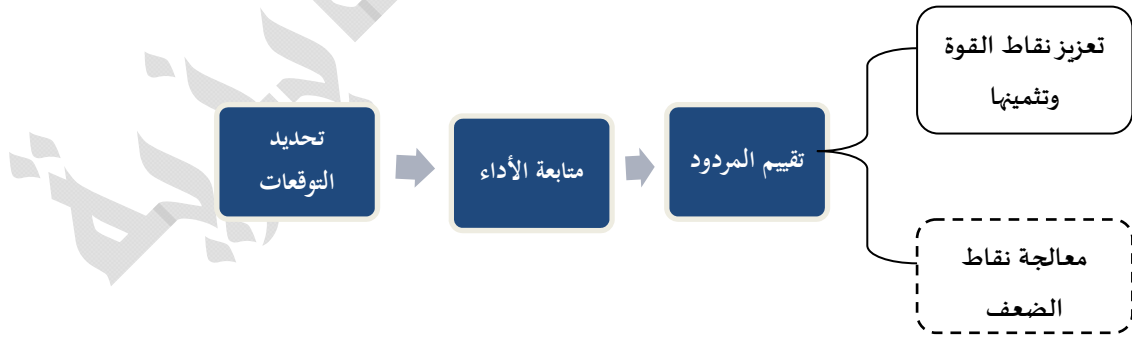 تحديد
التوقعات
متابعة الأداء
تقييم المردود
تعزيز نقاط القوة
وتثمينها
معالجة نقاط
الضعف